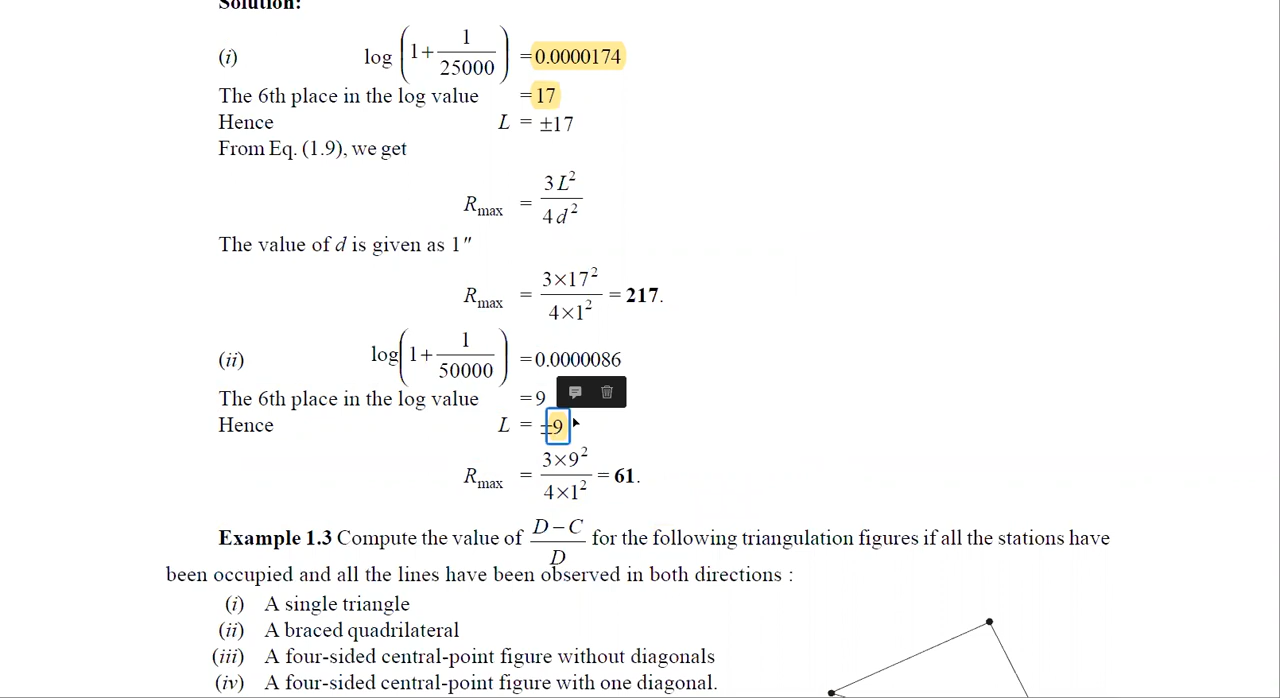 Solution:
(i) log (1 + 1/25000) = 0.0000174
The 6th place in the log value = 17
Hence L = ±17
From Eq. (1.9), we get
R_max = 3L²/4d²
The value of d is given as 1″
R_max = 3×17²/4×1² = 217.
(ii) log (1 + 1/50000) = 0.0000086
The 6th place in the log value = 9
Hence L = ±9
R_max = 3×9²/4×1² = 61.
Example 1.3 Compute the value of D−C/D for the following triangulation figures if all the stations have
been occupied and all the lines have been observed in both directions :
(i) A single triangle
(ii) A braced quadrilateral
(iii) A four-sided central-point figure without diagonals
(iv) A four-sided central-point figure with one diagonal.